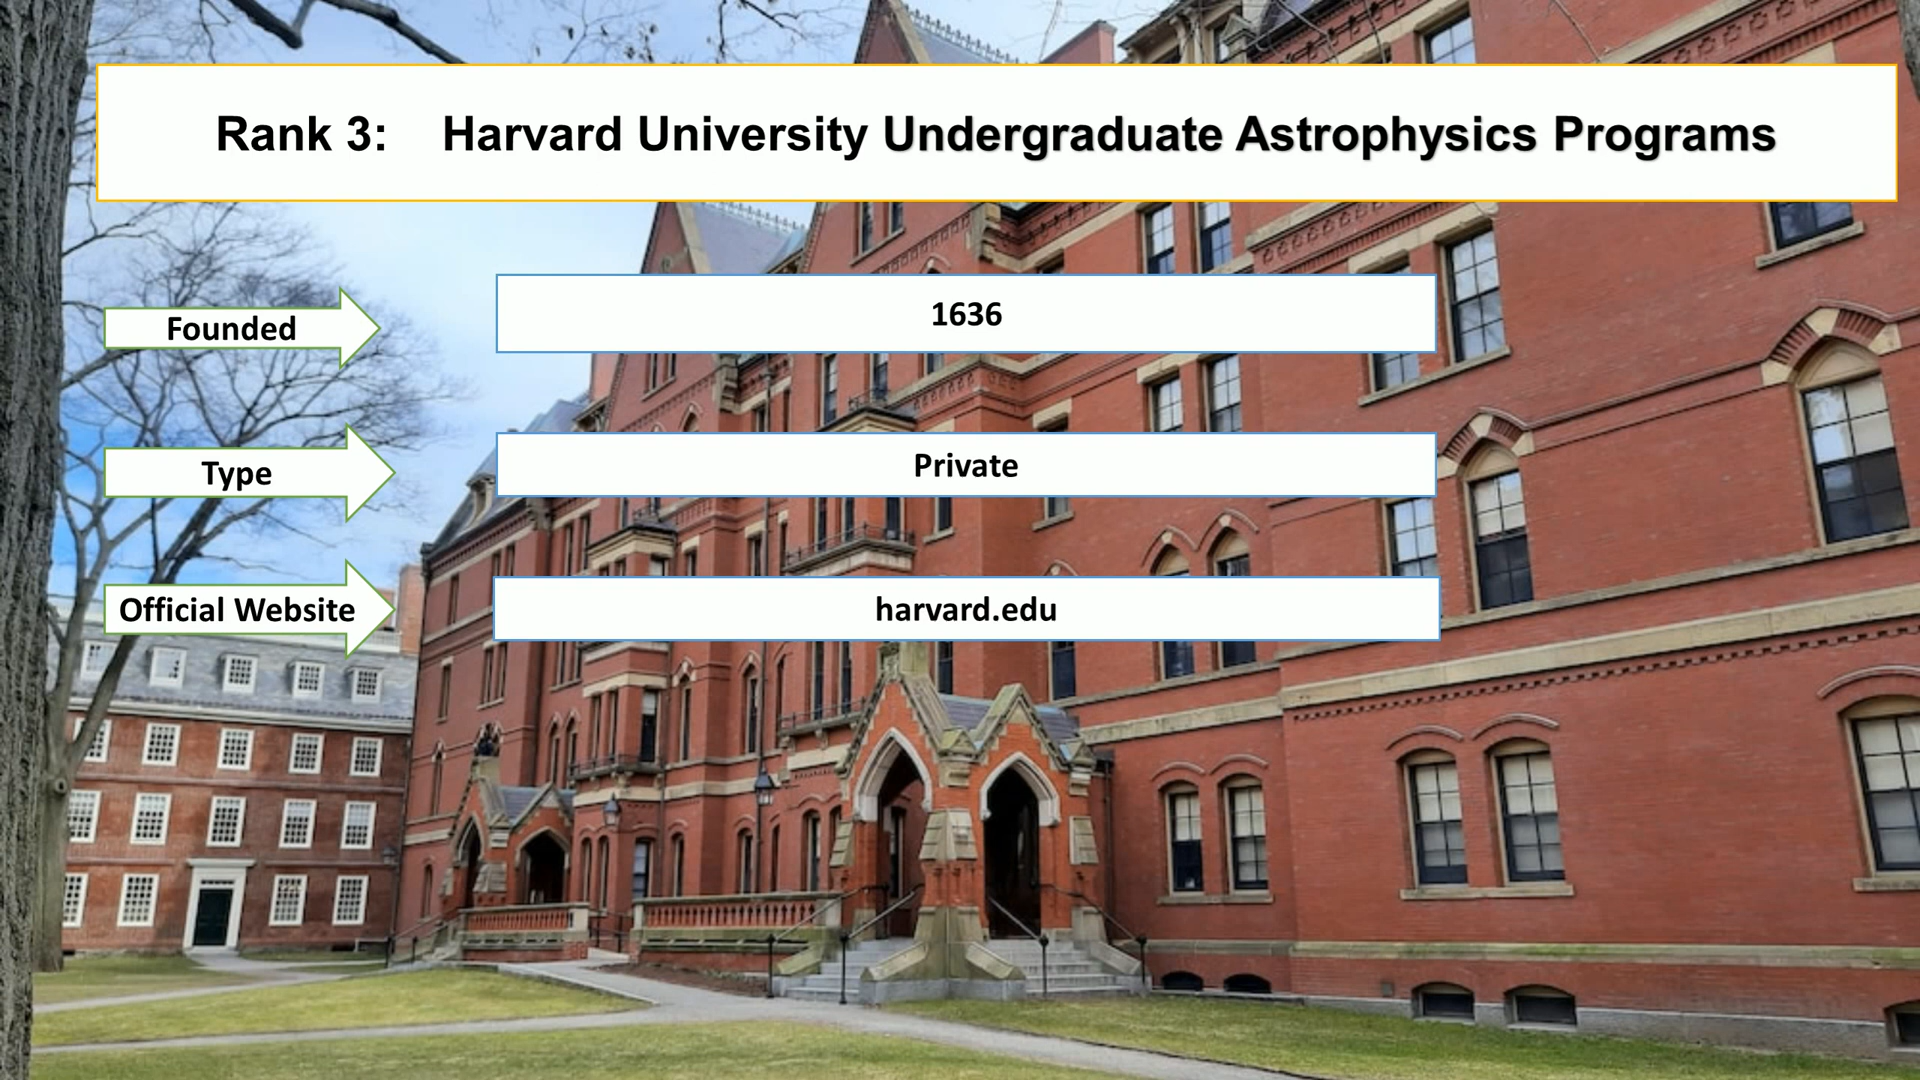 Rank 3: Harvard University Undergraduate Astrophysics Programs
Founded
1636
Type
Private
Official Website
harvard.edu